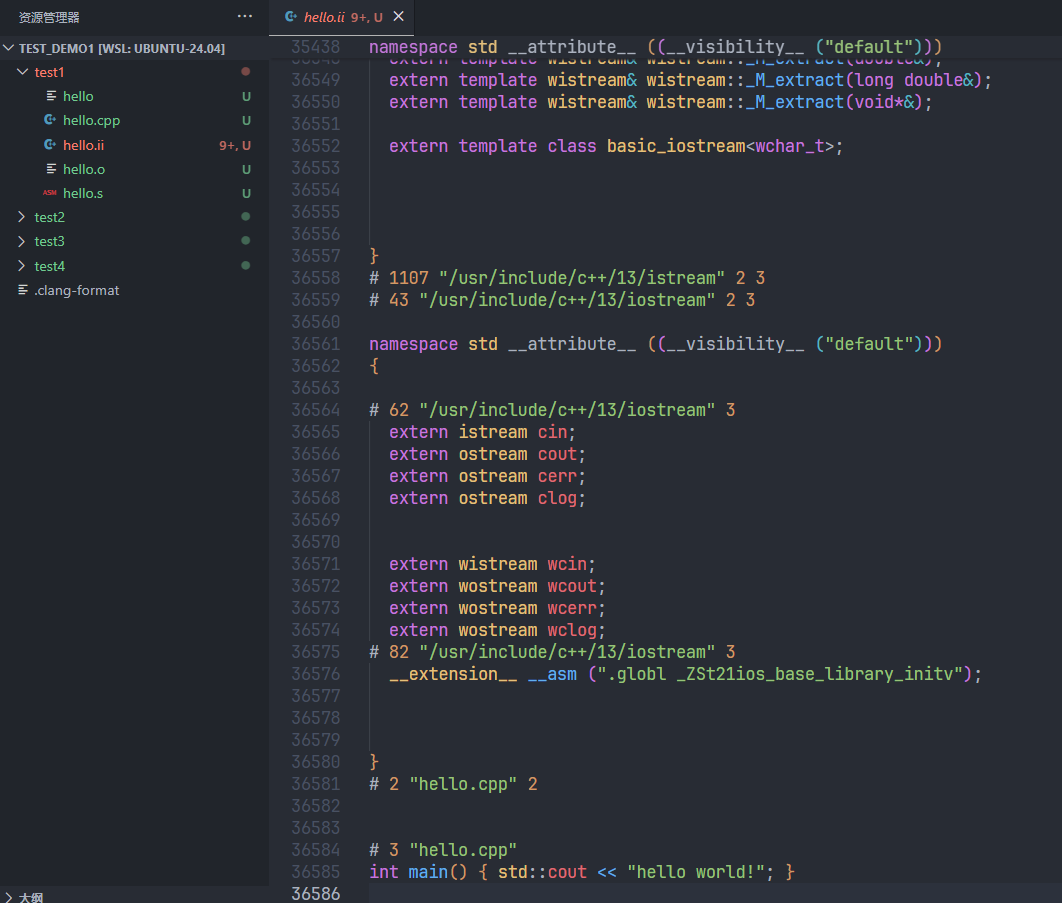 资源管理器
···
hello.ii 9+, U
TEST_DEMO1 [WSL: UBUNTU-24.04]
test1
hello U
hello.cpp U
hello.ii 9+, U
hello.o U
ASM hello.s U
test2
test3
test4
.clang-format
大纲
35438 namespace std __attribute__ ((__visibility__ ("default")))
extern template wistream& wistream::_M_extract(double&);
36549 extern template wistream& wistream::_M_extract(long double&);
36550 extern template wistream& wistream::_M_extract(void*&);
36551
36552 extern template class basic_iostream<wchar_t>;
36553
36554
36555
36556
36557 }
36558 # 1107 "/usr/include/c++/13/istream" 2 3
36559 # 43 "/usr/include/c++/13/iostream" 2 3
36560
36561 namespace std __attribute__ ((__visibility__ ("default")))
36562 {
36563
36564 # 62 "/usr/include/c++/13/iostream" 3
36565 extern istream cin;
36566 extern ostream cout;
36567 extern ostream cerr;
36568 extern ostream clog;
36569
36570
36571 extern wistream wcin;
36572 extern wostream wcout;
36573 extern wostream wcerr;
36574 extern wostream wclog;
36575 # 82 "/usr/include/c++/13/iostream" 3
36576 __extension__ __asm (".globl _ZSt21ios_base_library_initv");
36577
36578
36579
36580 }
36581 # 2 "hello.cpp" 2
36582
36583
36584 # 3 "hello.cpp"
36585 int main() { std::cout << "hello world!"; }
36586